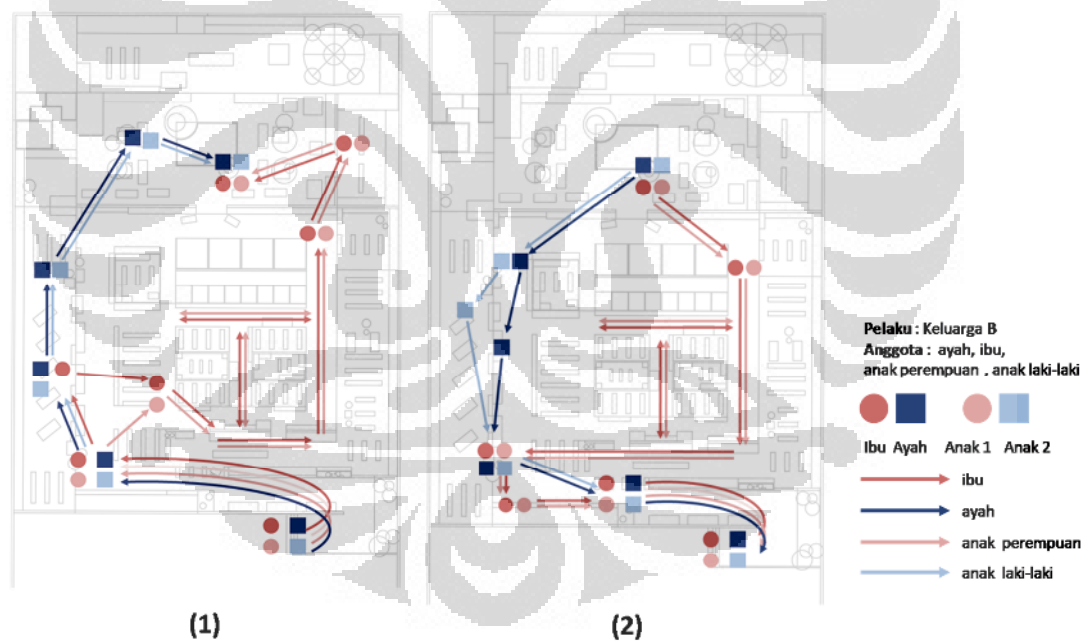 Pelaku : Keluarga B
Anggota : ayah, ibu,
anak perempuan . anak laki-laki
Ibu Ayah Anak 1 Anak 2
ibu
ayah
anak perempuan
anak laki-laki
(1) (2)